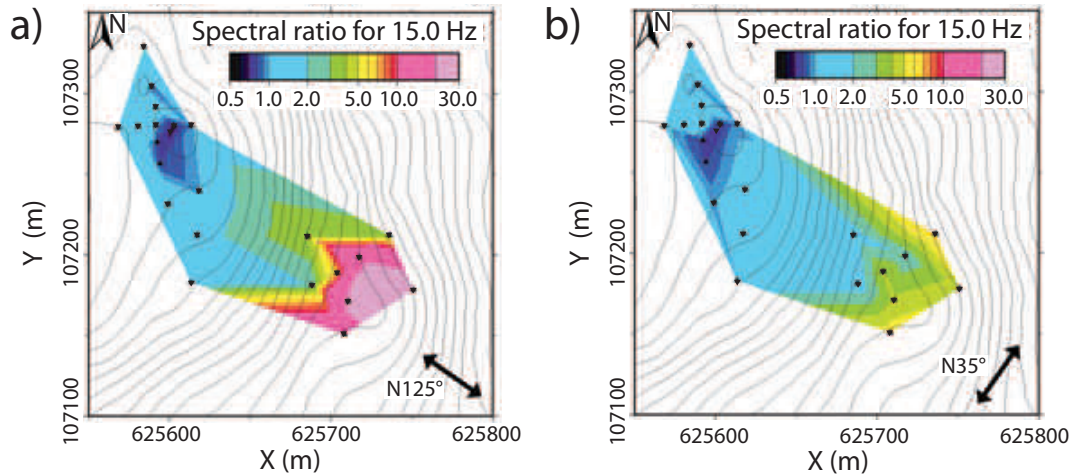 a)
N
Spectral ratio for 15.0 Hz
0.5 1.0 2.0 5.0 10.0 30.0
Y (m)
107300
107200
1071100
N125°
625600 625700 625800
X (m)
b)
N
Spectral ratio for 15.0 Hz
0.5 1.0 2.0 5.0 10.0 30.0
Y (m)
107300
107200
107100
N35°
625600 625700 625800
X (m)